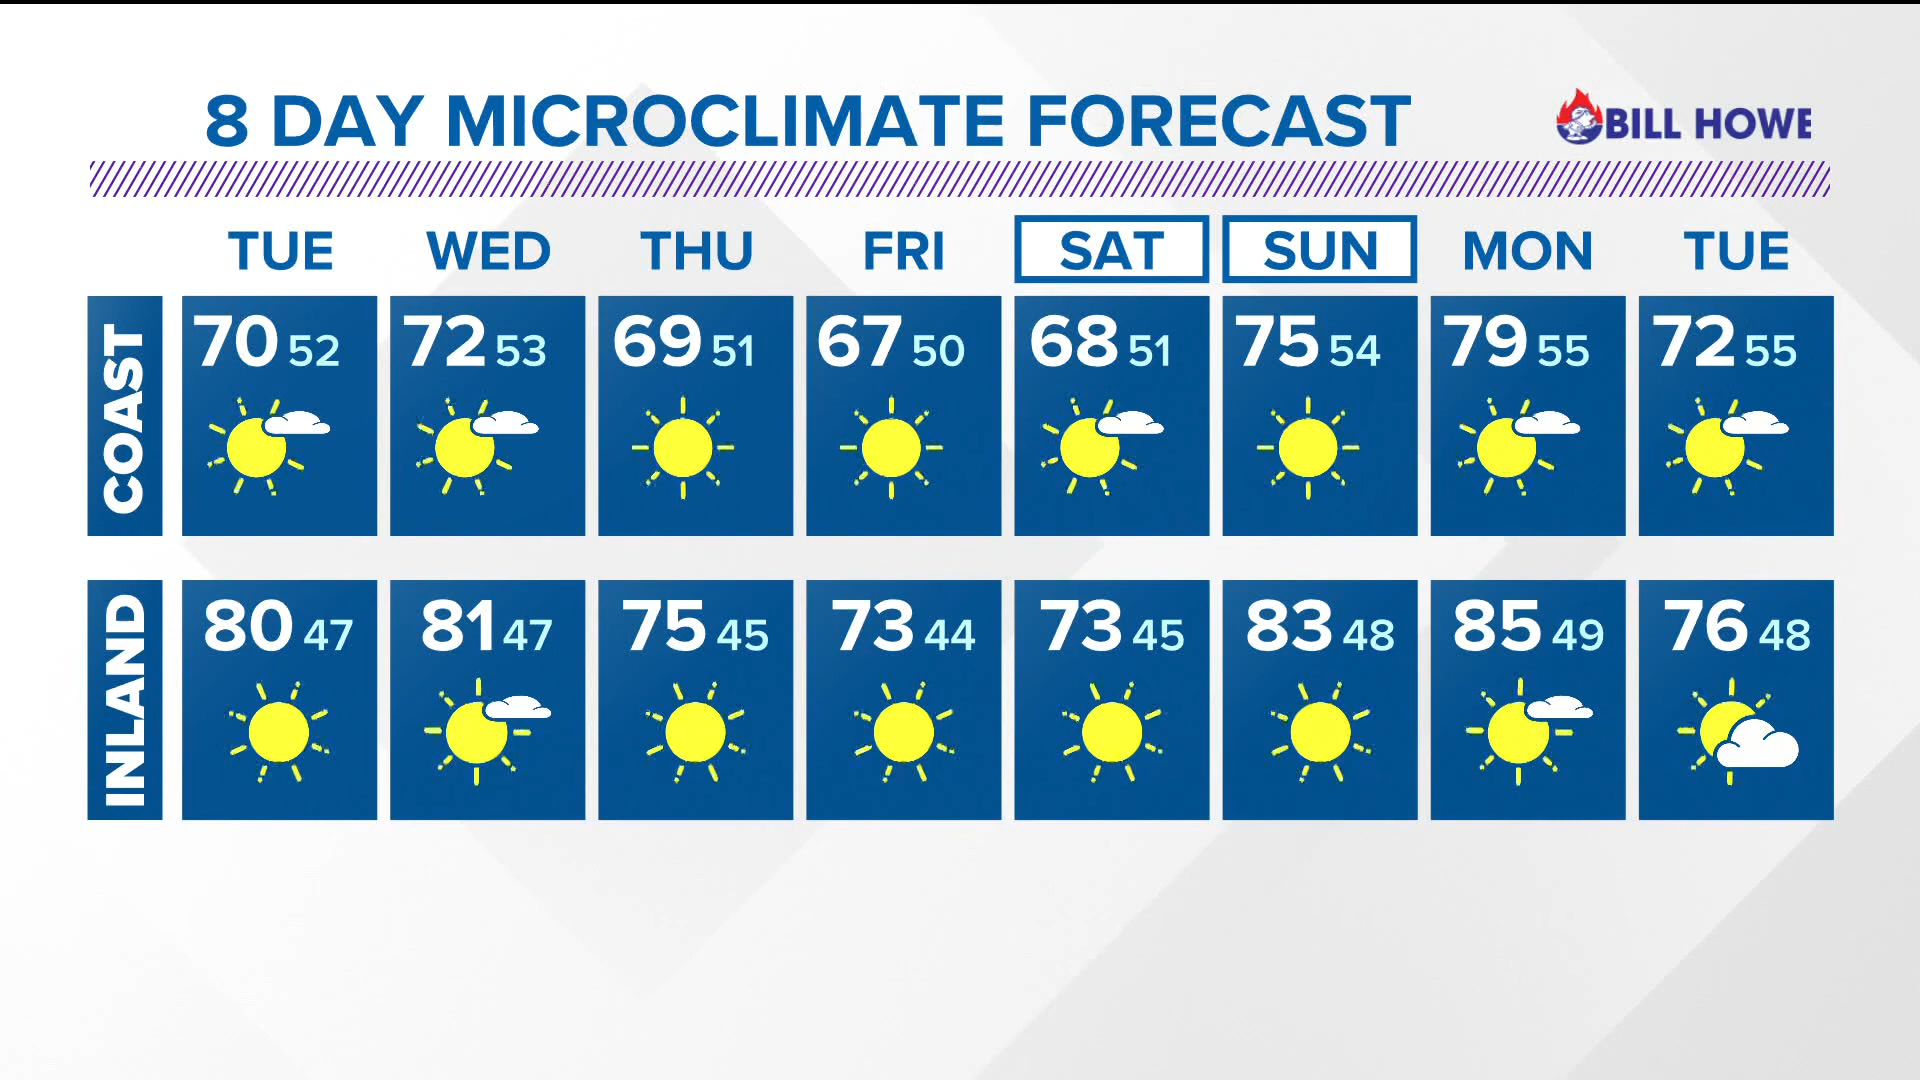 8 DAY MICROCLIMATE FORECAST
BILL HOWE
TUE WED THU FRI SAT SUN MON TUE
COAST
70 52 72 53 69 51 67 50 68 51 75 54 79 55 72 55
INLAND
80 47 81 47 75 45 73 44 73 45 83 48 85 49 76 48